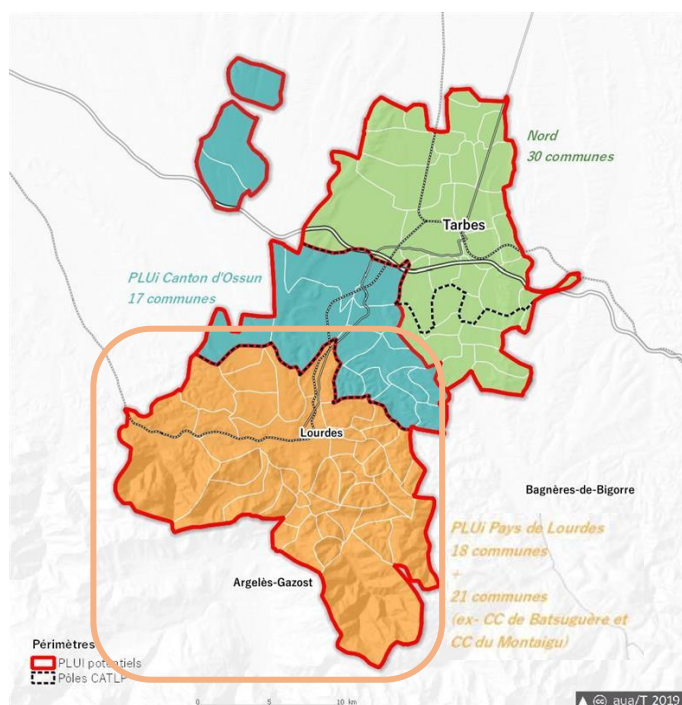 Nord
30 communes
Tarbes
PLUi Canton d'Ossun
17 communes
Lourdes
Bagnères-de-Bigorre
PLUi Pays de Lourdes
18 communes
+
21 communes
(ex- CC de Batsuguère et
CC du Montaigu)
Argelès-Gazost
Périmètres
PLUI potentiels
Pôles CATLP
0 5 10 km
cc aua/T 2019